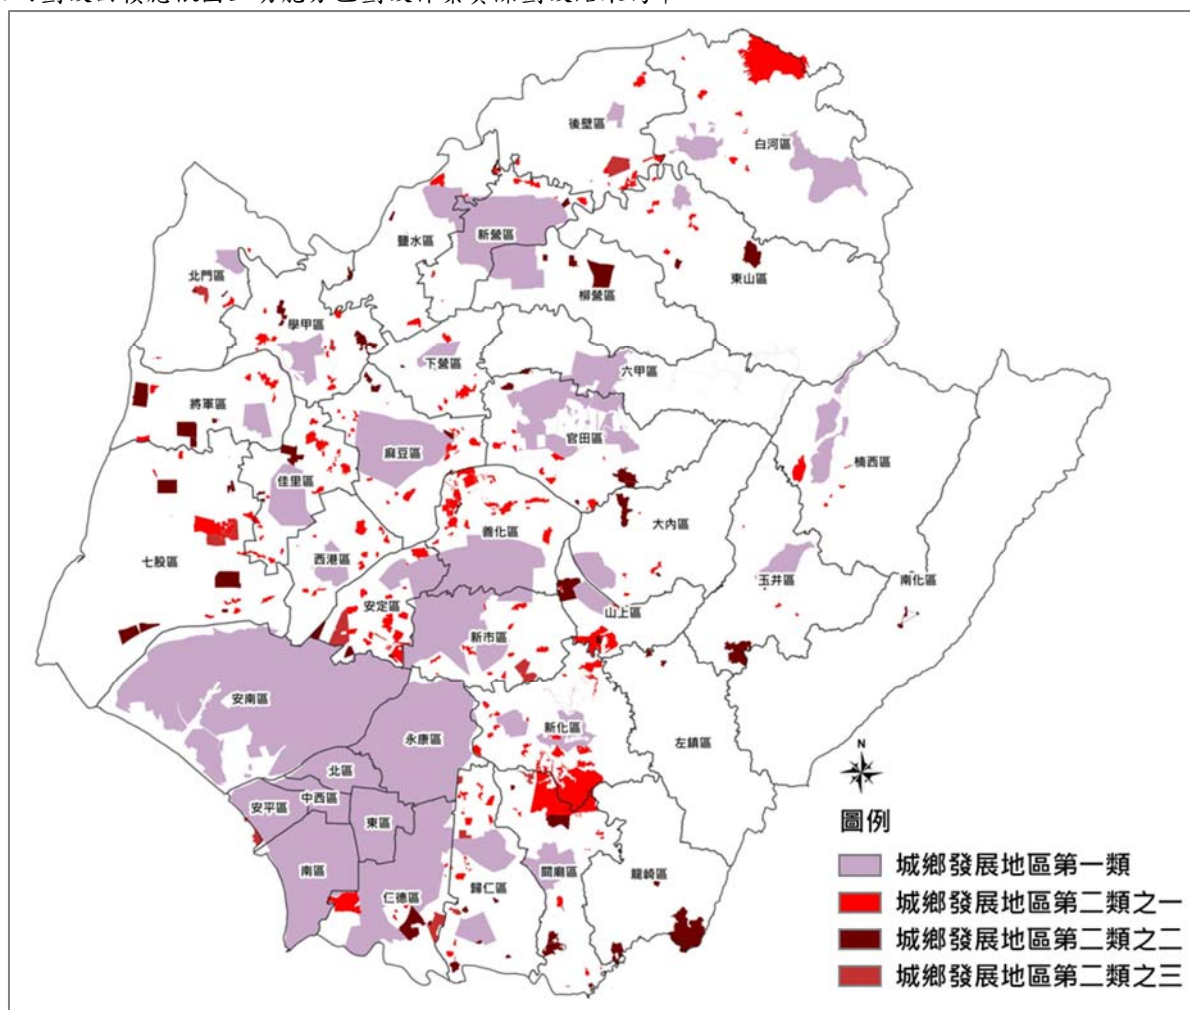 後壁區
白河區
鹽水區
新營區
北門區
柳營區
東山區
學甲區
下營區
六甲區
將軍區
官田區
麻豆區
楠西區
佳里區
大內區
善化區
七股區
西港區
玉井區
南化區
安定區
山上區
新市區
安南區
新化區
永康區
左鎮區
N
北區
中西區
安平區
東區
圖例
南區
關廟區
龍崎區
歸仁區
仁德區
城鄉發展地區第一類
城鄉發展地區第二類之一
城鄉發展地區第二類之二
城鄉發展地區第二類之三